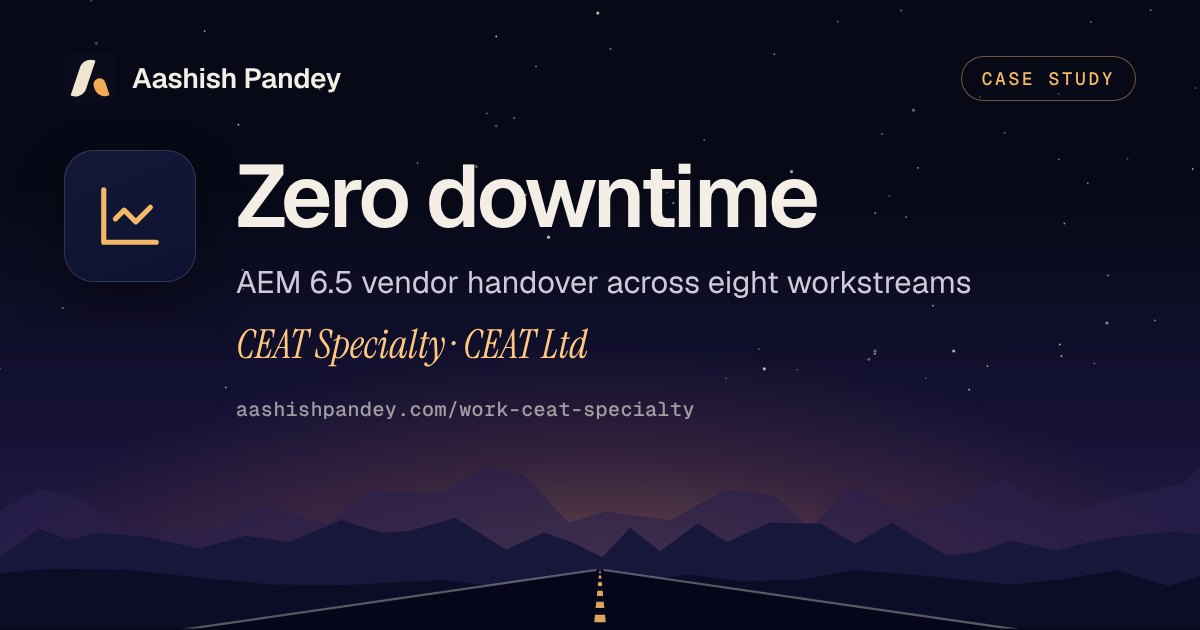 Aashish Pandey
CASE STUDY
Zero downtime
AEM 6.5 vendor handover across eight workstreams
CEAT Specialty · CEAT Ltd
aashishpandey.com/work-ceat-specialty